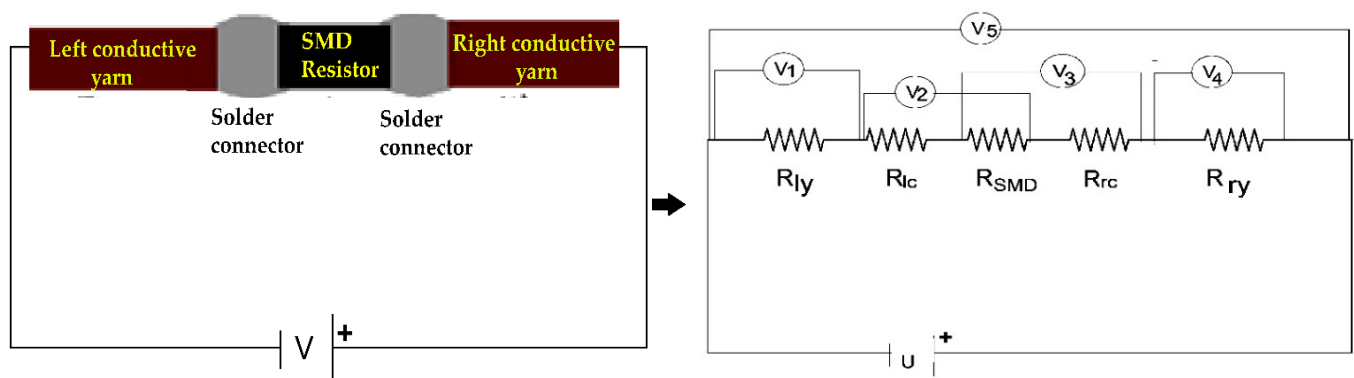 Left conductive
yarn
SMD
Resistor
Right conductive
yarn
Solder
connector
Solder
connector
V
+
V5
V1
V2
V3
V4
Rly
Rlc
RSMD
Rrc
Rry
U
+